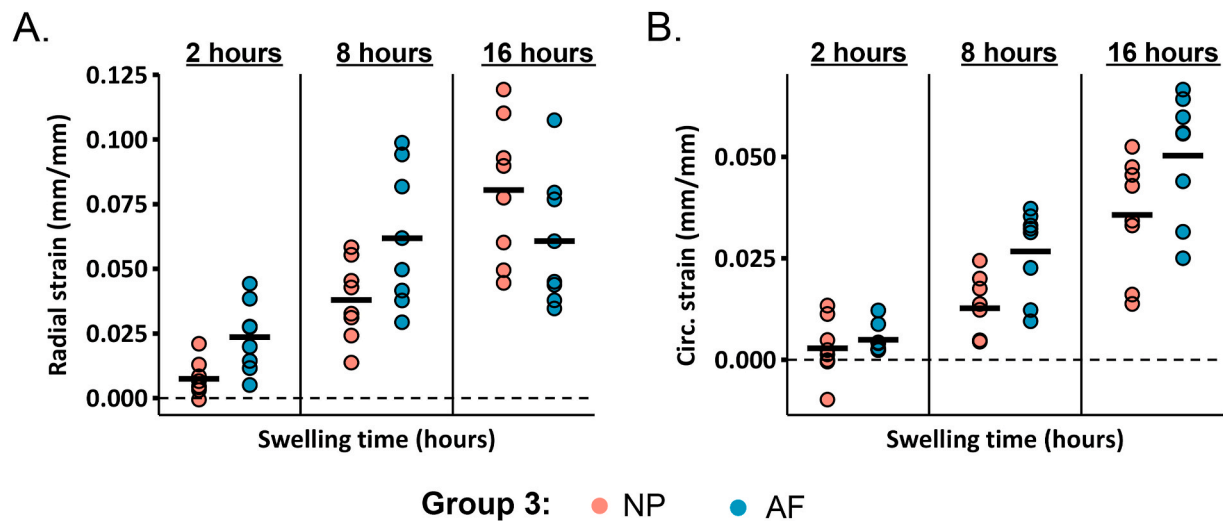 A.
2 hours 8 hours 16 hours
Radial strain (mm/mm)
0.125
0.100
0.075
0.050
0.025
0.000
Swelling time (hours)
B.
2 hours 8 hours 16 hours
Circ. strain (mm/mm)
0.050
0.025
0.000
Swelling time (hours)
Group 3: NP AF